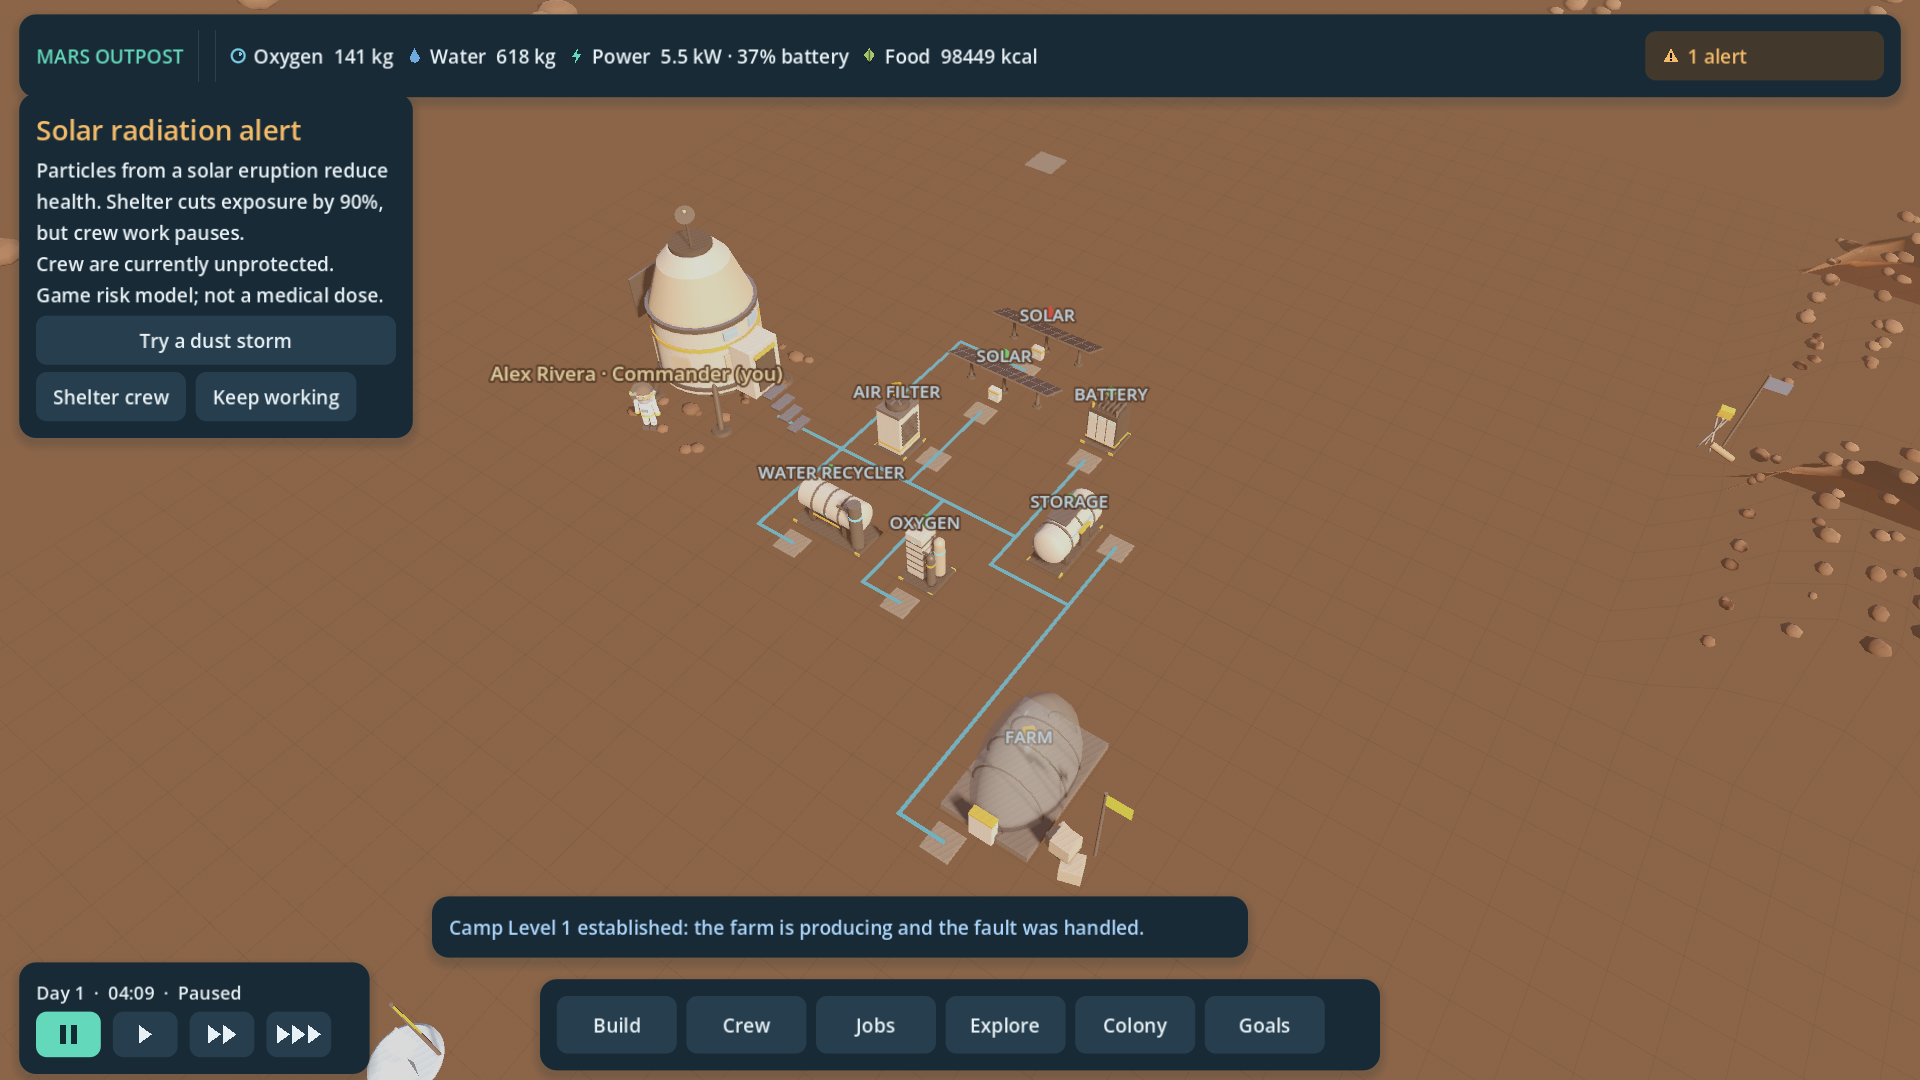 MARS OUTPOST
Oxygen 141 kg
Water 618 kg
Power 5.5 kW · 37% battery
Food 98449 kcal
1 alert
Solar radiation alert
Particles from a solar eruption reduce
health. Shelter cuts exposure by 90%,
but crew work pauses.
Crew are currently unprotected.
Game risk model; not a medical dose.
Try a dust storm
Shelter crew
Keep working
SOLAR
SOLAR
Alex Rivera · Commander (you)
AIR FILTER
BATTERY
WATER RECYCLER
STORAGE
OXYGEN
FARM
Camp Level 1 established: the farm is producing and the fault was handled.
Day 1 · 04:09 · Paused
Build
Crew
Jobs
Explore
Colony
Goals